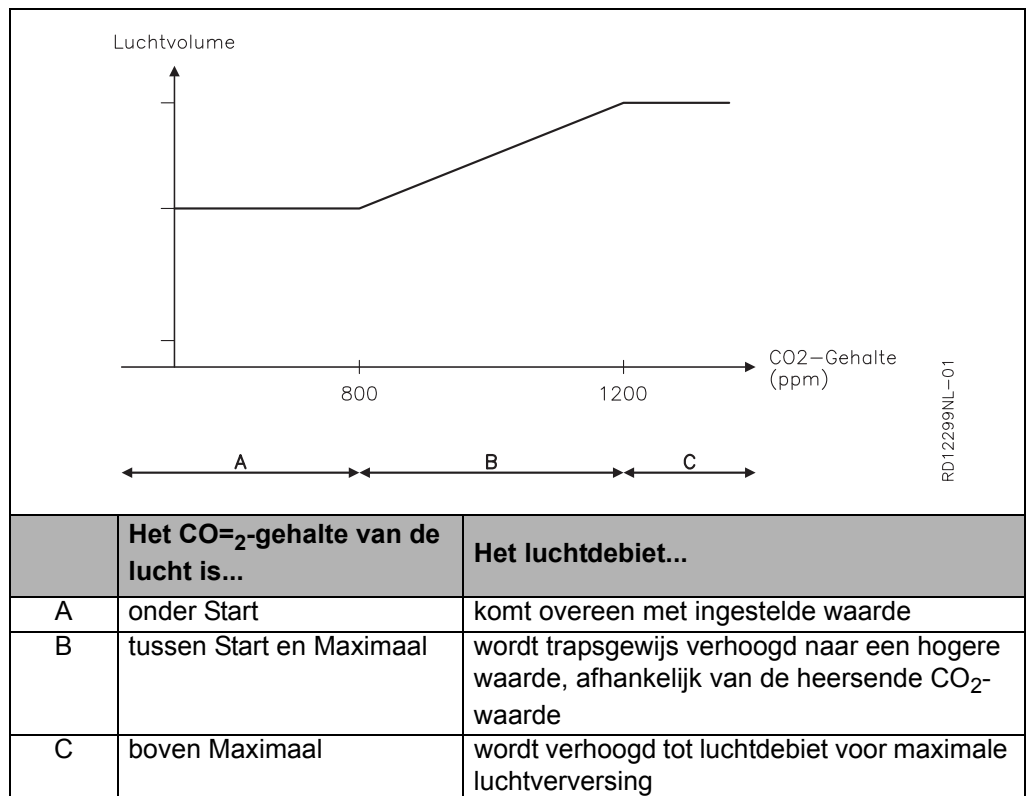 Luchtvolume
CO2-Gehalte
(ppm)
800
1200
A
B
C
RD12299NL-01
Het CO=₂-gehalte van de
lucht is...
Het luchtdebiet...
A
onder Start
komt overeen met ingestelde waarde
B
tussen Start en Maximaal
wordt trapsgewijs verhoogd naar een hogere
waarde, afhankelijk van de heersende CO₂-
waarde
C
boven Maximaal
wordt verhoogd tot luchtdebiet voor maximale
luchtverversing